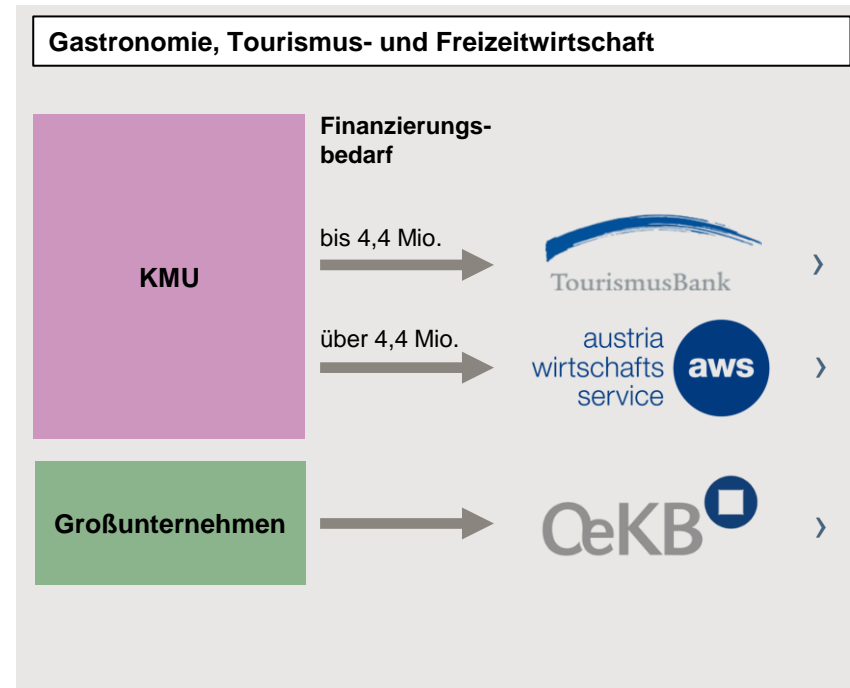 Gastronomie, Tourismus- und Freizeitwirtschaft
Finanzierungs-
bedarf
KMU
bis 4,4 Mio.
TourismusBank
über 4,4 Mio.
austria
wirtschafts
service
aws
Großunternehmen
OeKB